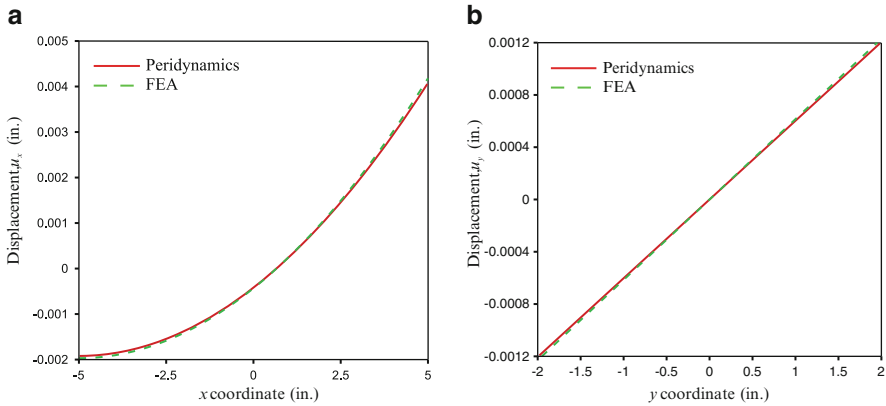 a
0.005
0.004
0.003
0.002
0.001
0
-0.001
-0.002
Displacement,ux (in.)
Peridynamics
FEA
-5
-2.5
0
2.5
5
x coordinate (in.)
b
0.0012
0.0008
0.0004
0
-0.0004
-0.0008
-0.0012
Displacement,uy (in.)
Peridynamics
FEA
-2
-1.5
-1
-0.5
0
0.5
1
1.5
2
y coordinate (in.)